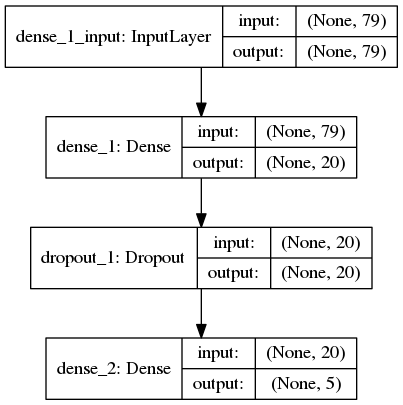 dense_1_input: InputLayer
input: (None, 79)
output: (None, 79)
dense_1: Dense
input: (None, 79)
output: (None, 20)
dropout_1: Dropout
input: (None, 20)
output: (None, 20)
dense_2: Dense
input: (None, 20)
output: (None, 5)